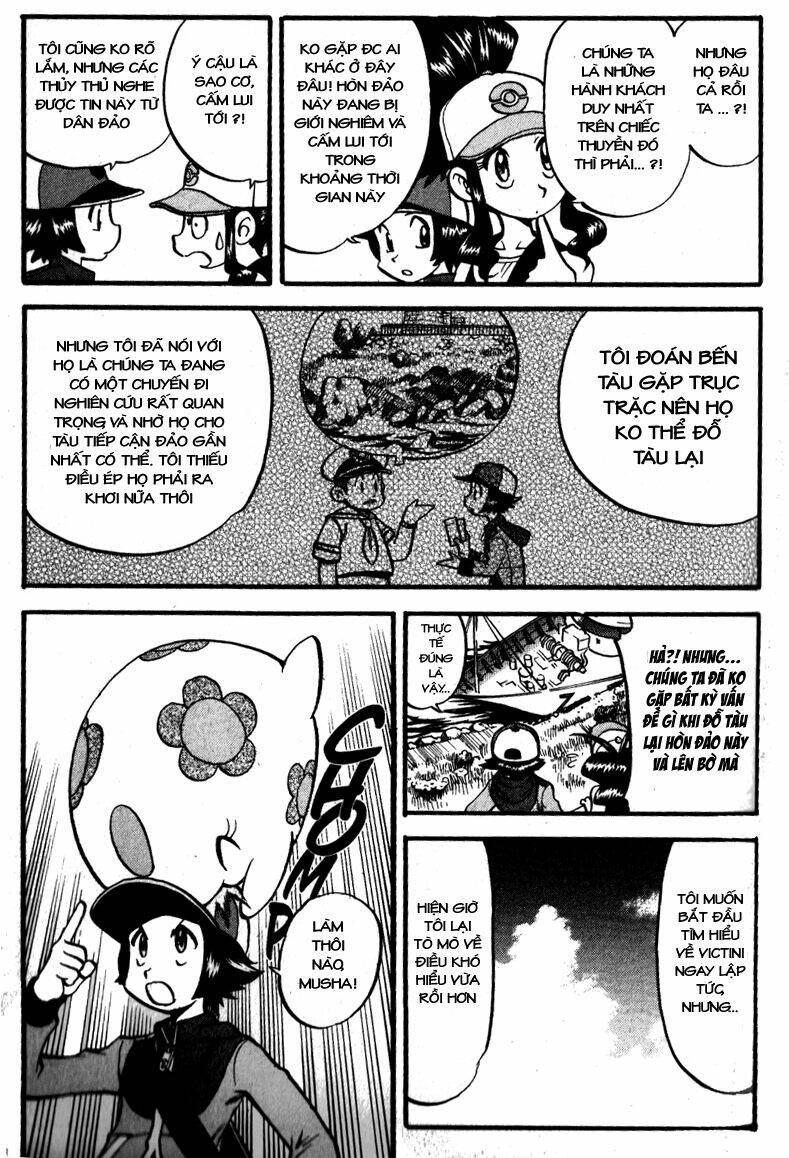 NHƯNG
HỌ ĐÂU
CẢ RỒI
TA ... ?!
CHÚNG TA
LÀ NHỮNG
HÀNH KHÁCH
DUY NHẤT
TRÊN CHIẾC
THUYỀN ĐÓ
THÌ PHẢI... ?!
KO GẶP ĐC AI
KHÁC Ở ĐÂY
ĐÂU! HÒN ĐẢO
NÀY ĐANG BỊ
GIỚI NGHIÊM VÀ
CẤM LUI TỚI
TRONG
KHOẢNG THỜI
GIAN NÀY
Ý CẬU LÀ
SAO CƠ,
CẤM LUI
TỚI ?!
TÔI CŨNG KO RÕ
LẮM, NHƯNG CÁC
THỦY THỦ NGHE
ĐƯỢC TIN NÀY TỪ
DÂN ĐẢO
TÔI ĐOÁN BẾN
TÀU GẶP TRỤC
TRẶC NÊN HỌ
KO THỂ ĐỖ
TÀU LẠI
NHƯNG TÔI ĐÃ NÓI VỚI
HỌ LÀ CHÚNG TA ĐANG
CÓ MỘT CHUYẾN ĐI
NGHIÊN CỨU RẤT QUAN
TRỌNG VÀ NHỜ HỌ CHO
TÀU TIẾP CẬN ĐẢO GẦN
NHẤT CÓ THỂ. TÔI THIẾU
ĐIỀU ÉP HỌ PHẢI RA
KHƠI NỮA THÔI
HẢ?! NHƯNG...
CHÚNG TA ĐÃ KO
GẶP BẤT KỲ VẤN
ĐỀ GÌ KHI ĐỖ TÀU
LẠI HÒN ĐẢO NÀY
VÀ LÊN BỜ MÀ
THỰC
TẾ
ĐÚNG
LÀ
VẬY...
TÔI MUỐN
BẮT ĐẦU
TÌM HIỂU
VỀ VICTINI
NGAY LẬP
TỨC,
NHƯNG..
HIỆN GIỜ
TÔI LẠI
TÒ MÒ VỀ
ĐIỀU KHÓ
HIỂU VỪA
RỒI HƠN
CHOMP
LÀM
THÔI
NÀO,
MUSHA!